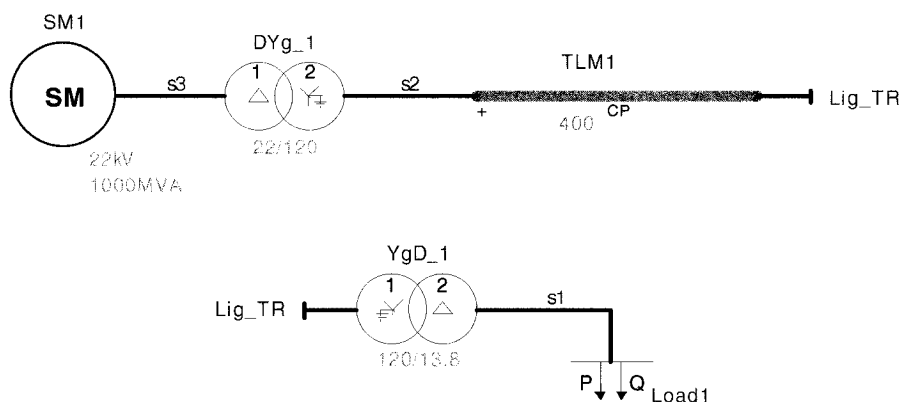 SM1
SM
22kV
1000MVA
s3
DYg_1
1 2
22/120
s2
TLM1
+
400
CP
Lig_TR
Lig_TR
YgD_1
1 2
120/13.8
s1
P Q
Load1